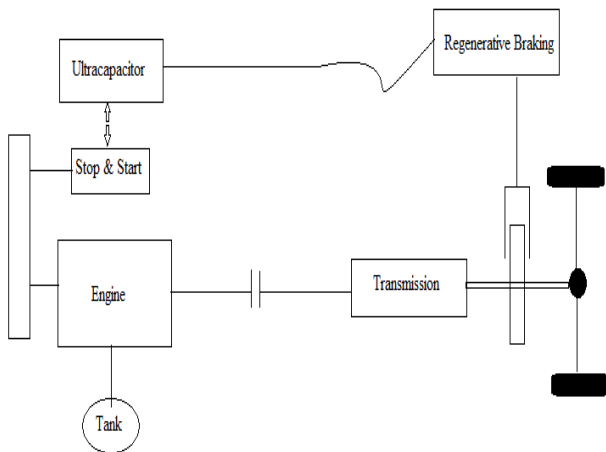 Regenerative Braking
Ultracapacitor
Stop & Start
Engine
Transmission
Tank